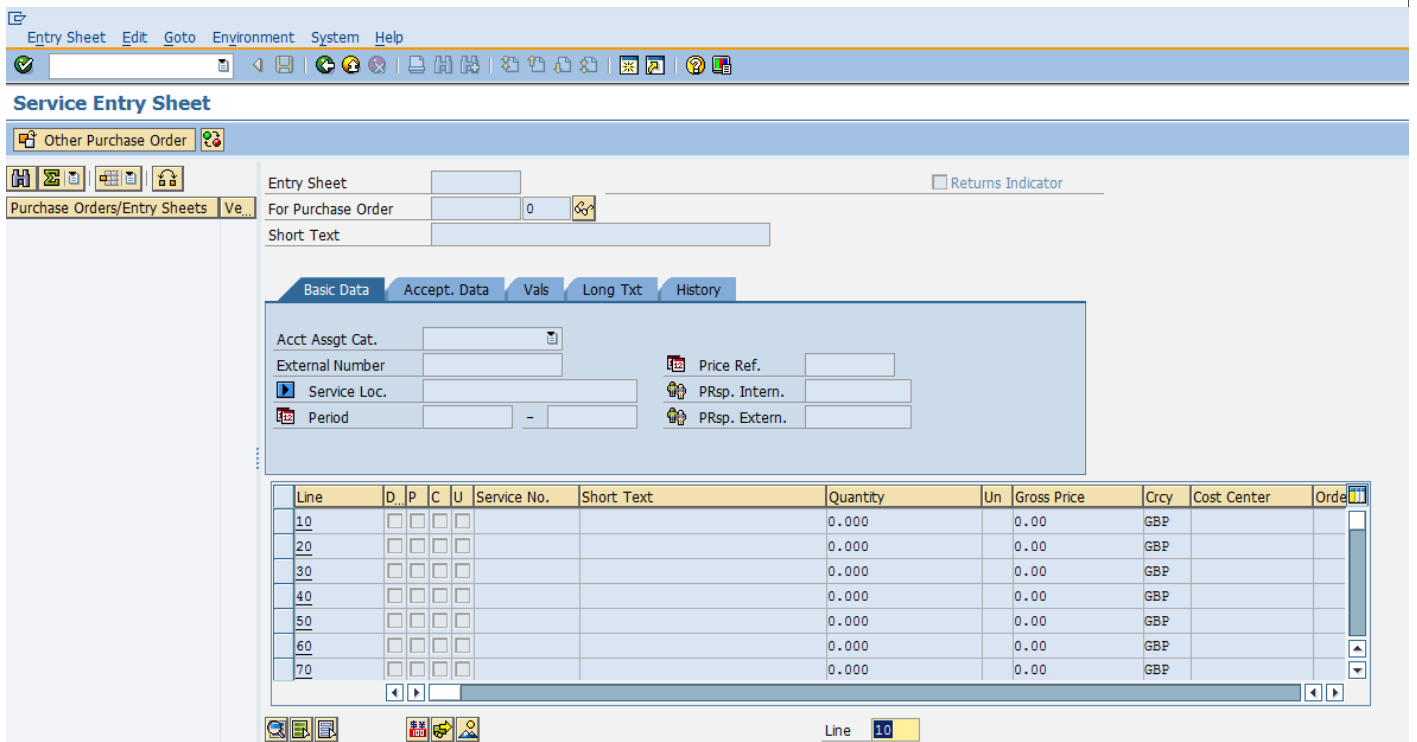 Entry Sheet Edit Goto Environment System Help
Service Entry Sheet
Other Purchase Order
Entry Sheet Returns Indicator
Purchase Orders/Entry Sheets Ve... For Purchase Order 0
Short Text
Basic Data Accept. Data Vals Long Txt History
Acct Assgt Cat.
External Number 12 Price Ref.
Service Loc. PRsp. Intern.
12 Period – PRsp. Extern.
Line D... P C U Service No. Short Text Quantity Un Gross Price Crcy Cost Center Orde
10 0.000 0.00 GBP
20 0.000 0.00 GBP
30 0.000 0.00 GBP
40 0.000 0.00 GBP
50 0.000 0.00 GBP
60 0.000 0.00 GBP
70 0.000 0.00 GBP
Line 10